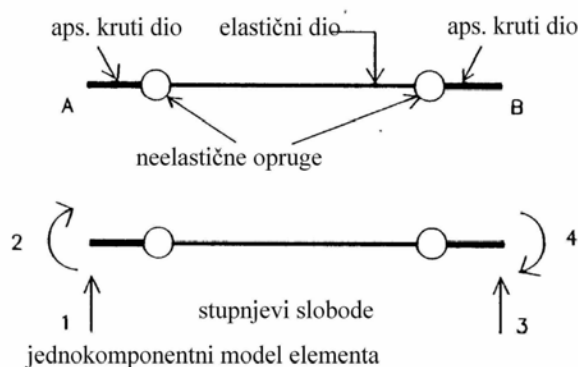 aps. kruti dio elastični dio aps. kruti dio
A B
neelastične opruge
2 4
stupnjevi slobode
1 3
jednokomponentni model elementa